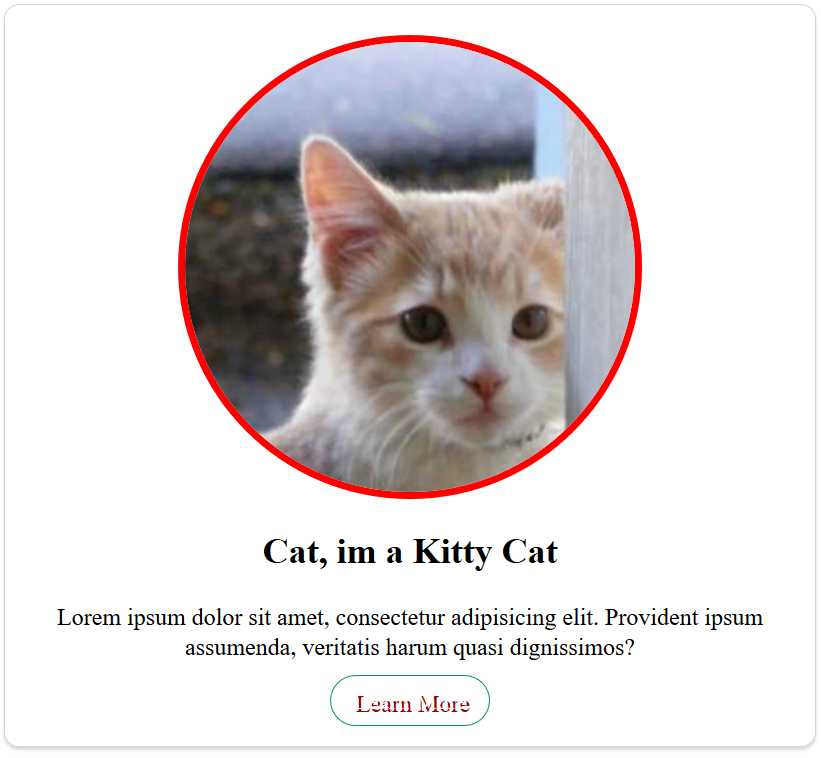 Cat, im a Kitty Cat
Lorem ipsum dolor sit amet, consectetur adipisicing elit. Provident ipsum
assumenda, veritatis harum quasi dignissimos?
Learn More